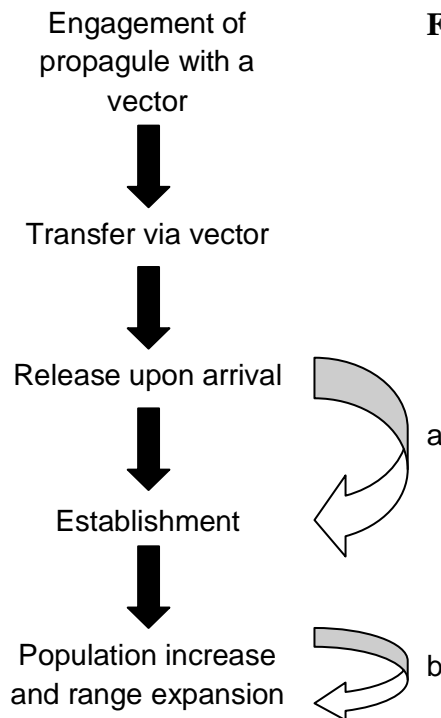 Engagement of
propagule with a
vector
F
Transfer via vector
Release upon arrival
a
Establishment
Population increase
and range expansion
b